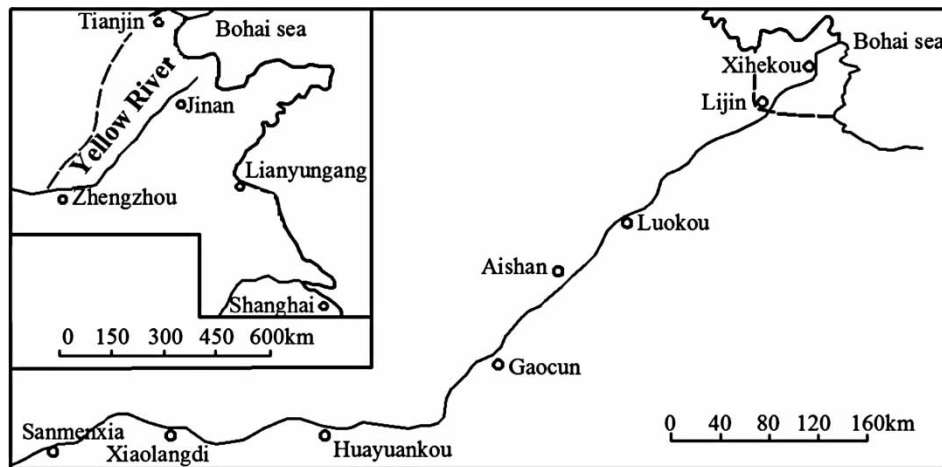 Tianjin
Bohai sea
Yellow River
Jinan
Lianyungang
Zhengzhou
Shanghai
0 150 300 450 600km
Bohai sea
Xihekou
Lijin
Luokou
Aishan
Gaocun
Sanmenxia
Xiaolangdi
Huayuankou
0 40 80 120 160km